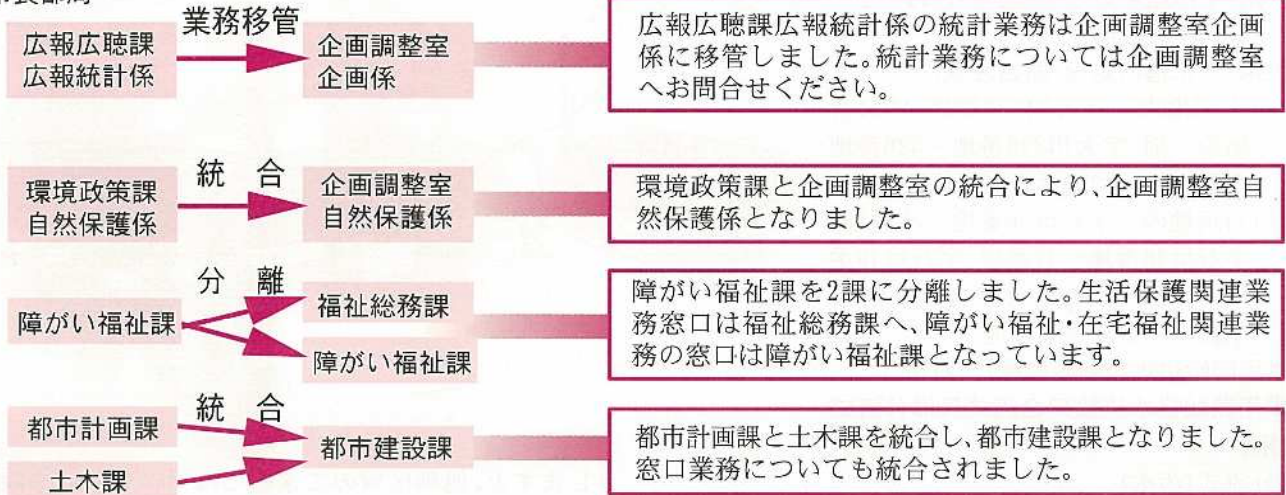 業務移管
広報広聴課
広報統計係
企画調整室
企画係
広報広聴課広報統計係の統計業務は企画調整室企画
係に移管しました。統計業務については企画調整室
へお問合せください。
統　合
環境政策課
自然保護係
企画調整室
自然保護係
環境政策課と企画調整室の統合により、企画調整室自
然保護係となりました。
分　離
障がい福祉課
福祉総務課
障がい福祉課
障がい福祉課を2課に分離しました。生活保護関連業
務窓口は福祉総務課へ、障がい福祉・在宅福祉関連業
務の窓口は障がい福祉課となっています。
統　合
都市計画課
土木課
都市建設課
都市計画課と土木課を統合し、都市建設課となりました。
窓口業務についても統合されました。